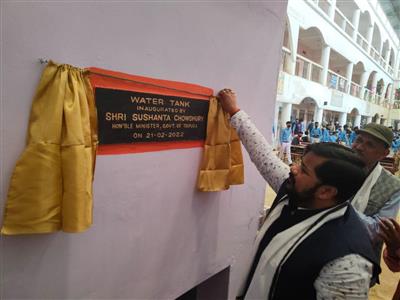 WATER TANK
INAUGURATED BY
SHRI SUSHANTA CHOWDHURY
HON'BLE MINISTER, GOVT. OF TRIPURA
ON 21-02-2022